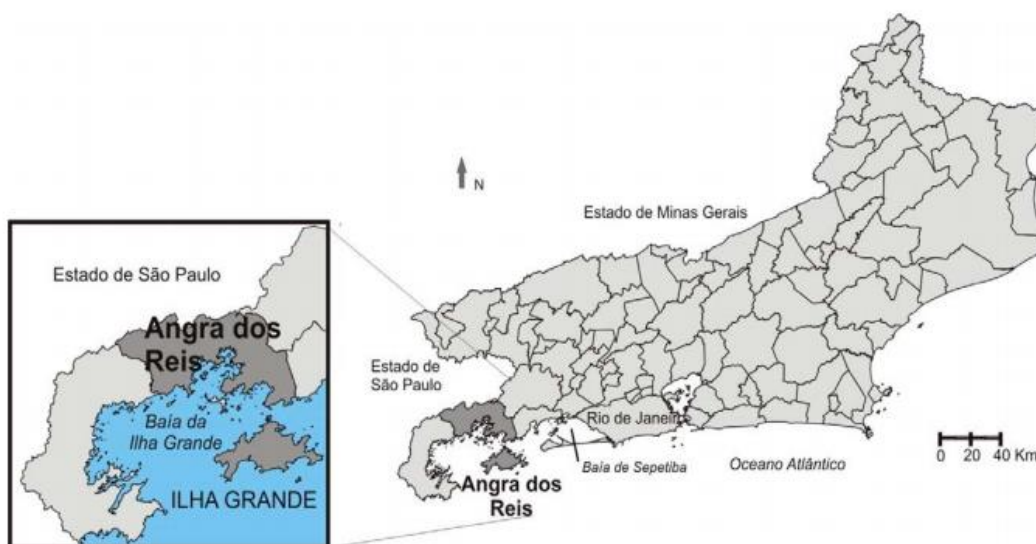 N
Estado de Minas Gerais
Estado de São Paulo
Angra dos
Reis
Baía da
Ilha Grande
ILHA GRANDE
Estado de
São Paulo
Rio de Janeiro
Baía de Sepetiba
Oceano Atlântico
Angra dos
Reis
0 20 40 Km